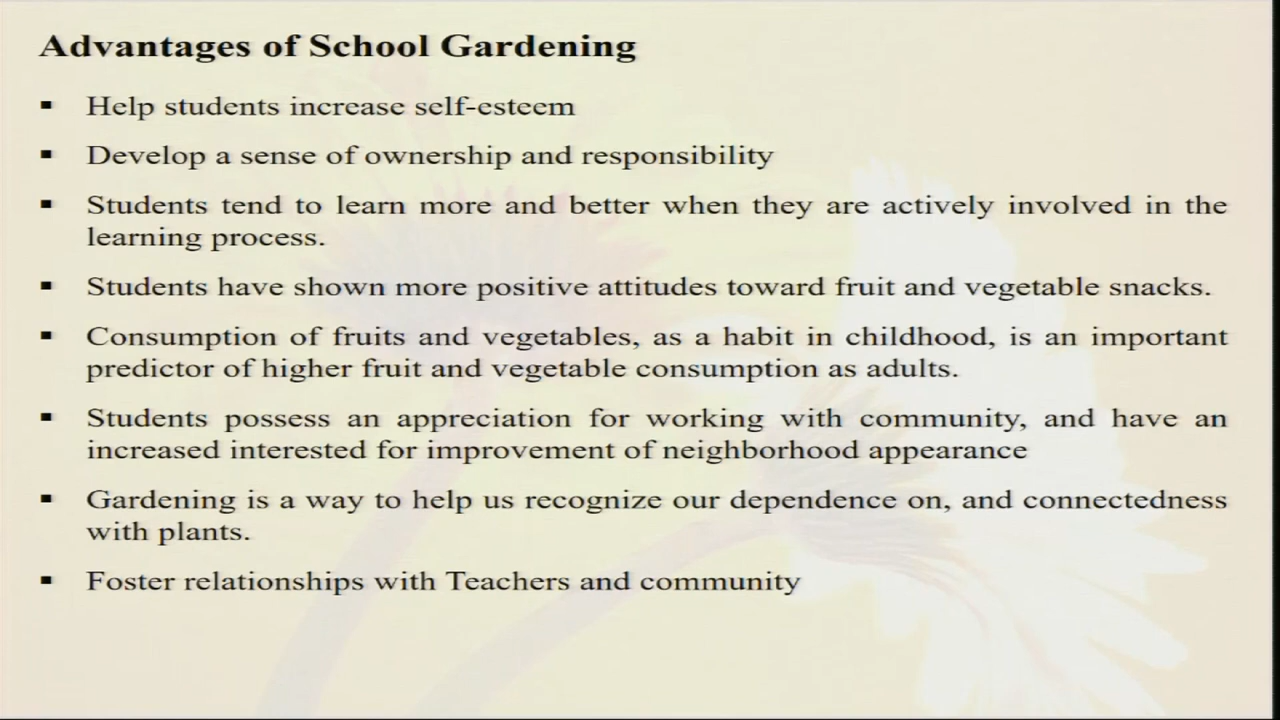 Advantages of School Gardening
▪ Help students increase self-esteem
▪ Develop a sense of ownership and responsibility
▪ Students tend to learn more and better when they are actively involved in the
learning process.
▪ Students have shown more positive attitudes toward fruit and vegetable snacks.
▪ Consumption of fruits and vegetables, as a habit in childhood, is an important
predictor of higher fruit and vegetable consumption as adults.
▪ Students possess an appreciation for working with community, and have an
increased interested for improvement of neighborhood appearance
▪ Gardening is a way to help us recognize our dependence on, and connectedness
with plants.
▪ Foster relationships with Teachers and community